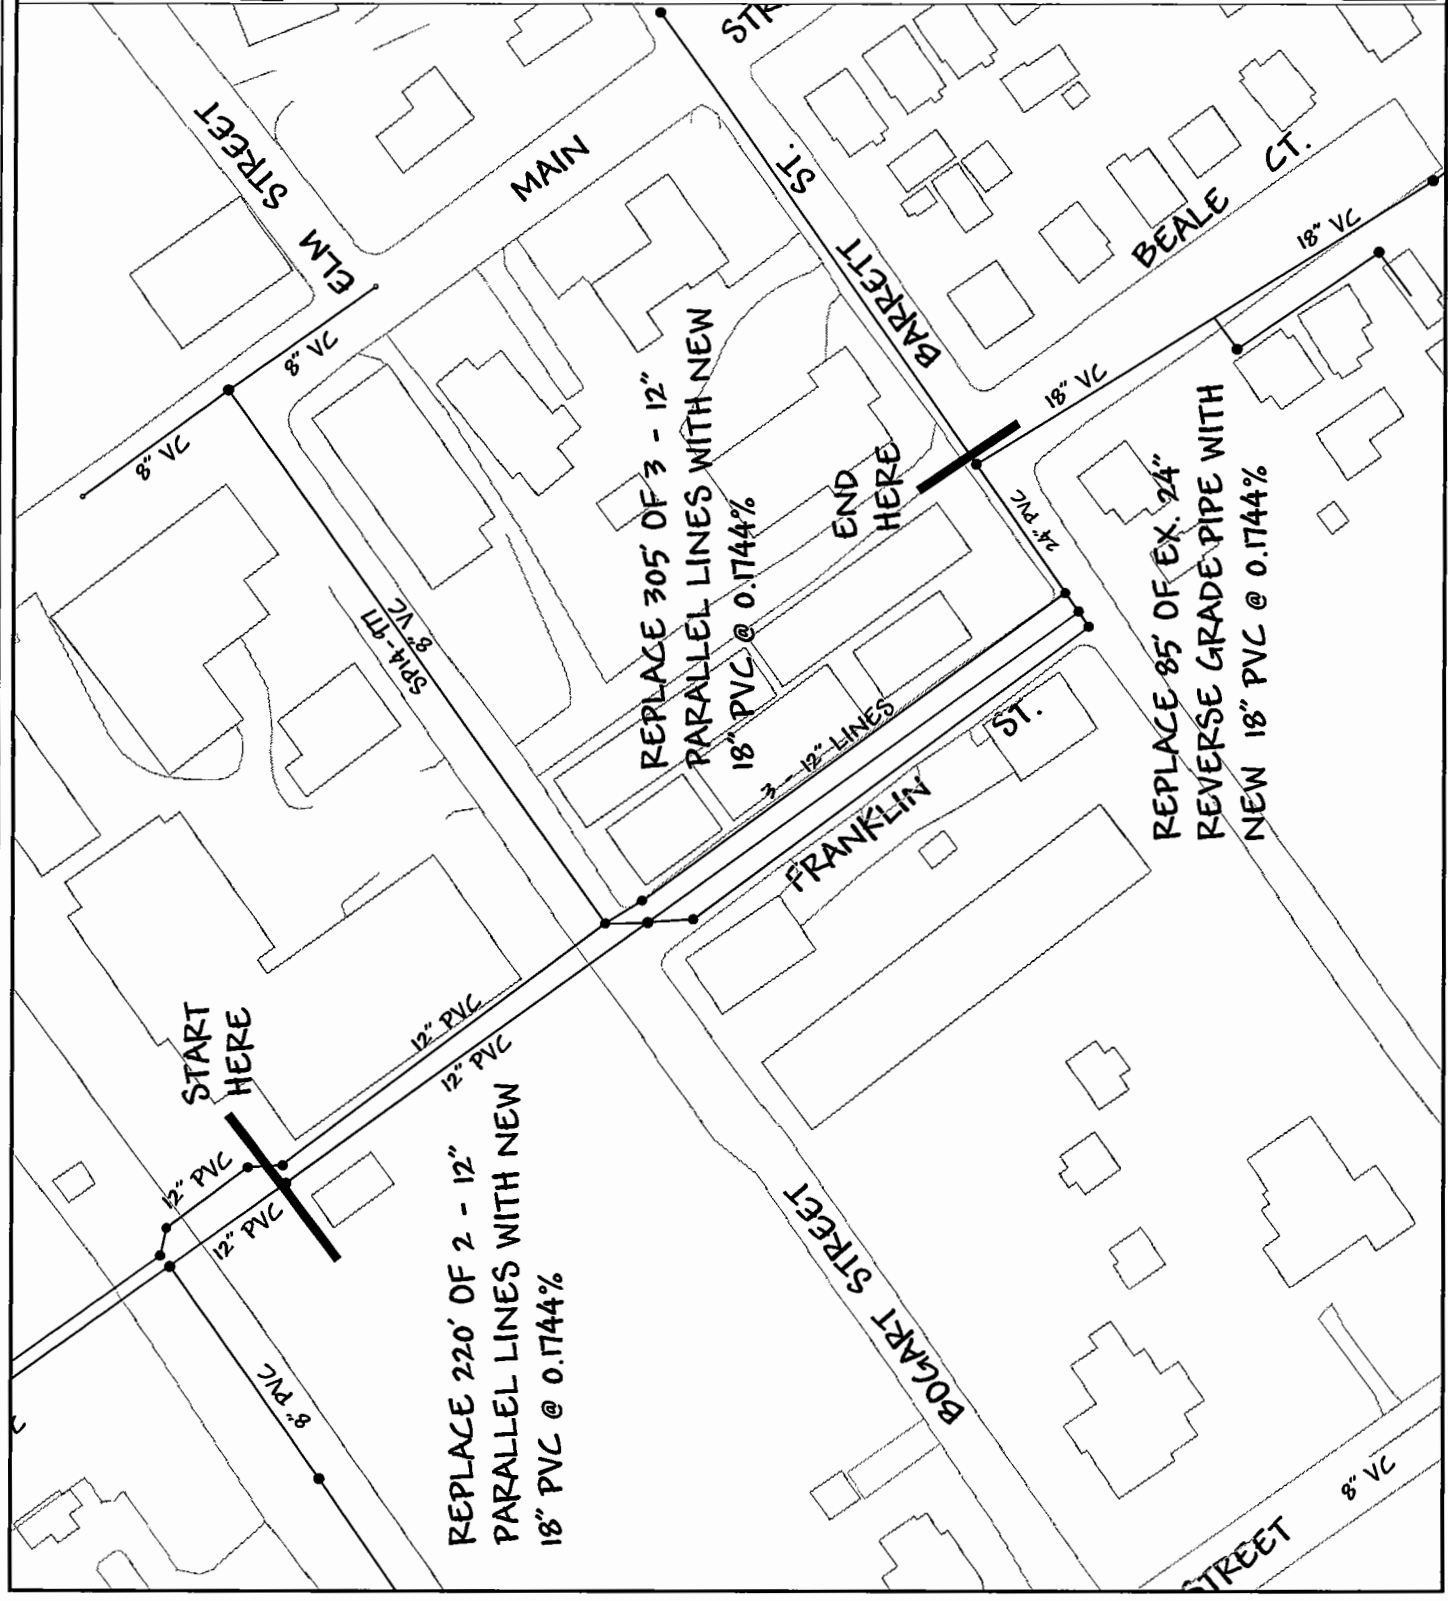 STREET
ELM
MAIN
ST.
BARRETT
BEALE CT.
18" VC
18" VC
8" VC
8" VC
SP14-9M
8" VC
REPLACE 305' OF 3 - 12"
PARALLEL LINES WITH NEW
18" PVC @ 0.1744%
END
HERE
24" PVC
3 - 12" LINES
FRANKLIN ST.
REPLACE 85' OF EX. 24"
REVERSE GRADE PIPE WITH
NEW 18" PVC @ 0.1744%
START
HERE
12" PVC
12" PVC
12" PVC
12" PVC
REPLACE 220' OF 2 - 12"
PARALLEL LINES WITH NEW
18" PVC @ 0.1744%
8" PVC
BOGART STREET
8" VC
STREET